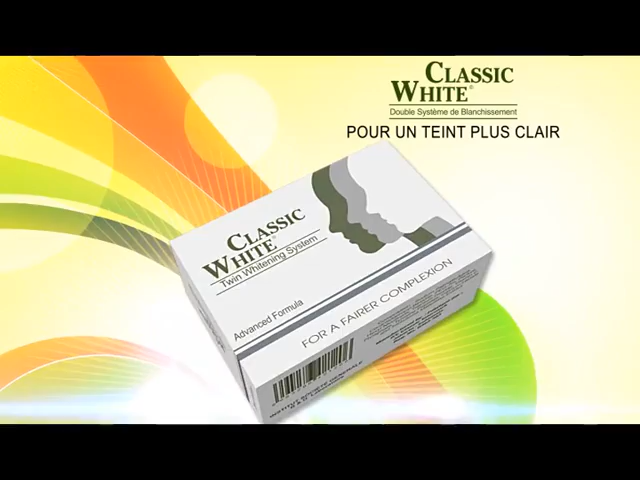 CLASSIC
WHITE®
Double Système de Blanchissement
POUR UN TEINT PLUS CLAIR
CLASSIC
WHITE®
Twin Whitening System
Advanced Formula
FOR A FAIRER COMPLEXION